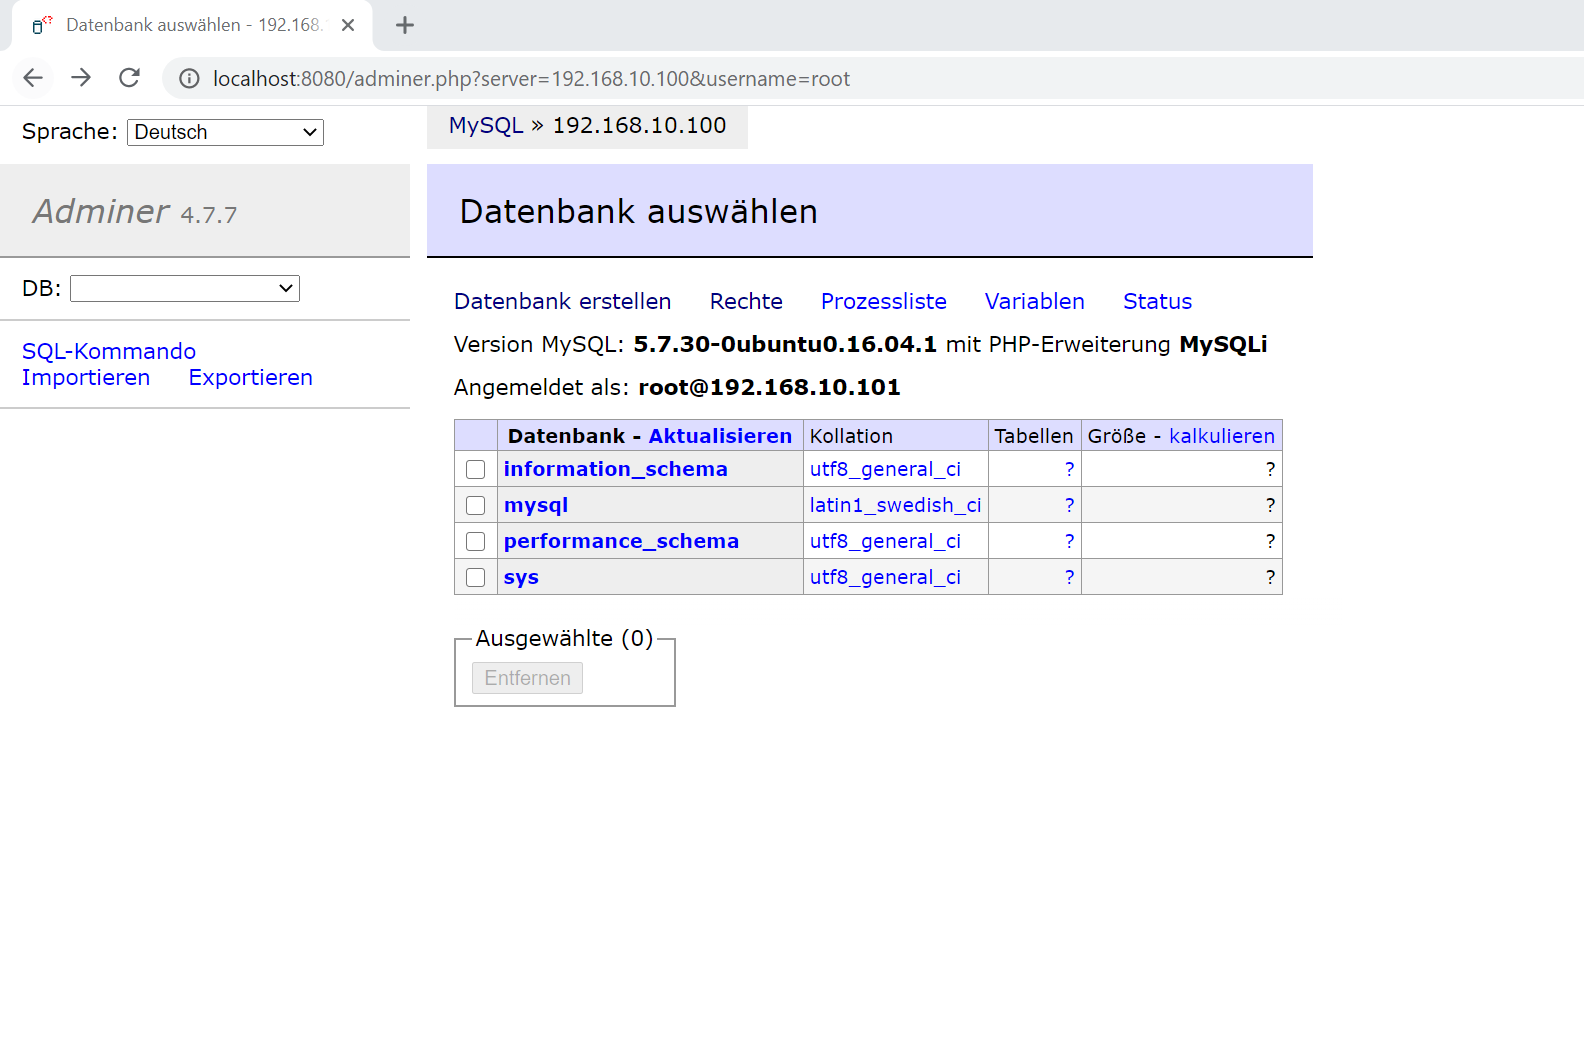 Datenbank auswählen - 192.168.
localhost:8080/adminer.php?server=192.168.10.100&username=root
Sprache: Deutsch
MySQL » 192.168.10.100
Adminer 4.7.7
Datenbank auswählen
DB:
SQL-Kommando
Importieren Exportieren
Datenbank erstellen Rechte Prozessliste Variablen Status
Version MySQL: 5.7.30-0ubuntu0.16.04.1 mit PHP-Erweiterung MySQLi
Angemeldet als: root@192.168.10.101
Datenbank - Aktualisieren Kollation Tabellen Größe - kalkulieren
information_schema utf8_general_ci ? ?
mysql latin1_swedish_ci ? ?
performance_schema utf8_general_ci ? ?
sys utf8_general_ci ? ?
Ausgewählte (0)
Entfernen